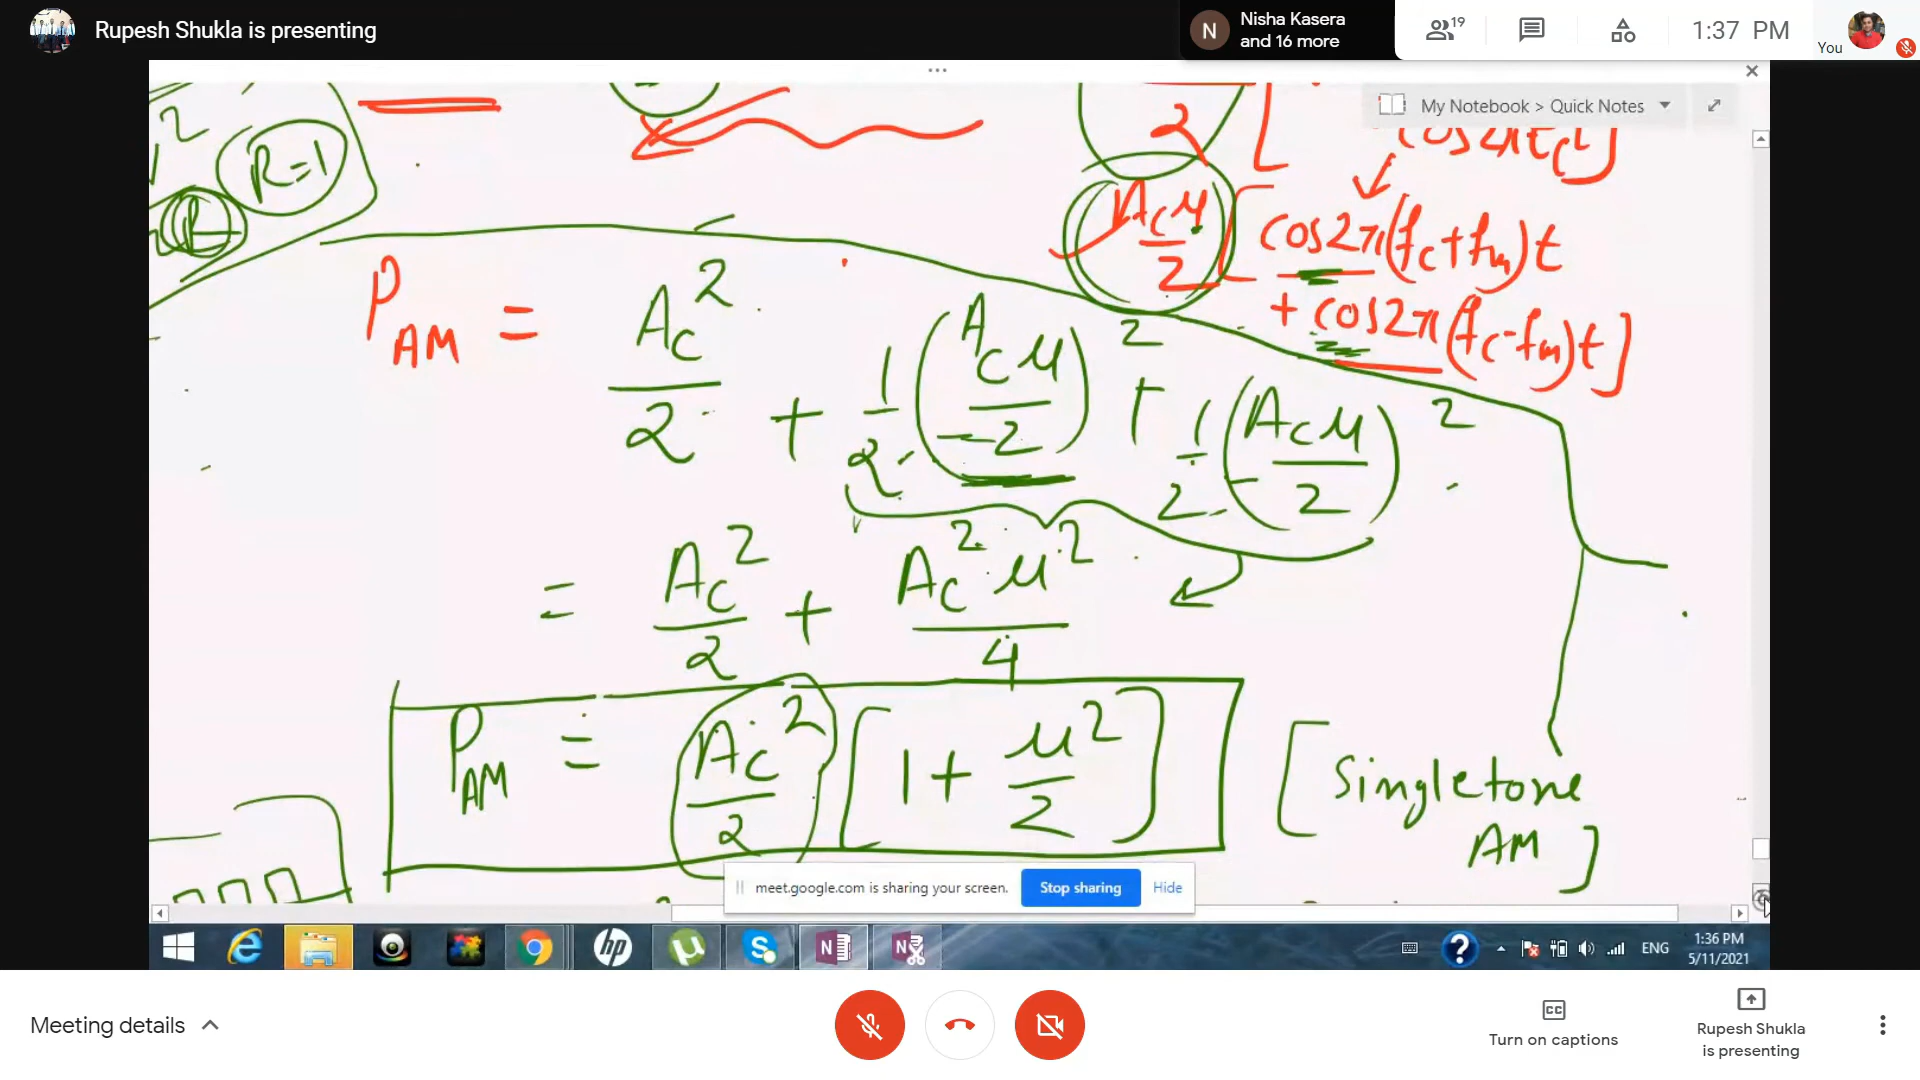 Rupesh Shukla is presenting
N
Nisha Kasera
and 16 more
19
1:37 PM
You
My Notebook > Quick Notes
R=1
2
cos2πfct]
Acμ/2 [cos2π(fc+fm)t
+ cos2π(fc-fm)t]
P_AM = Ac²/2 + 1/2 (Acμ/2)² + 1/2 (Acμ/2)²
= Ac²/2 + Ac²μ²/4
P_AM = Ac²/2 [1 + μ²/2]
[Singletone
AM]
meet.google.com is sharing your screen.
Stop sharing
Hide
hp
ENG
1:36 PM
5/11/2021
Meeting details
Turn on captions
Rupesh Shukla
is presenting